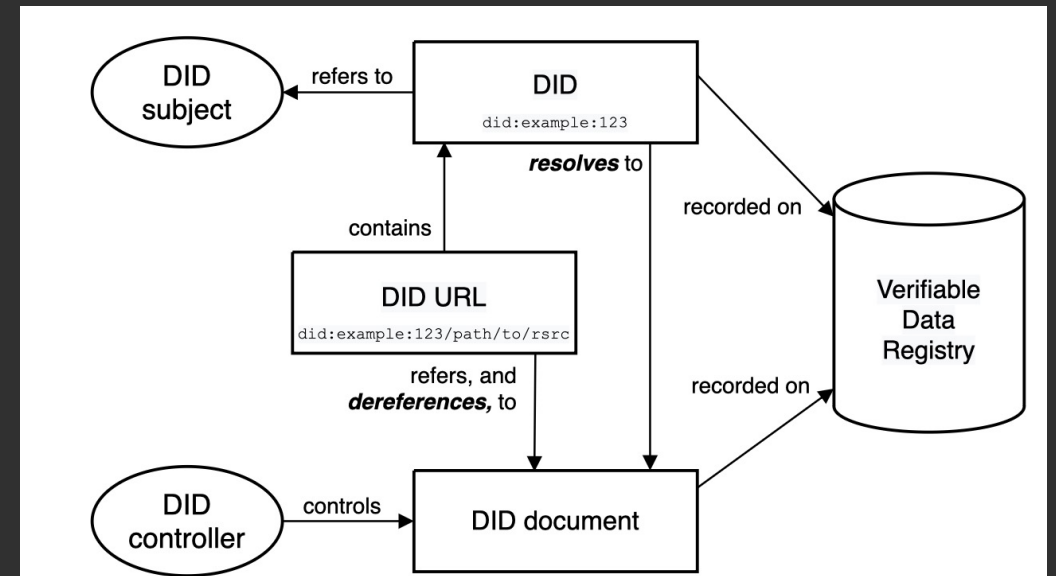 DID
subject
refers to
DID
did:example:123
resolves to
recorded on
contains
DID URL
did:example:123/path/to/rsrc
Verifiable
Data
Registry
refers, and
dereferences, to
recorded on
DID
controller
controls
DID document